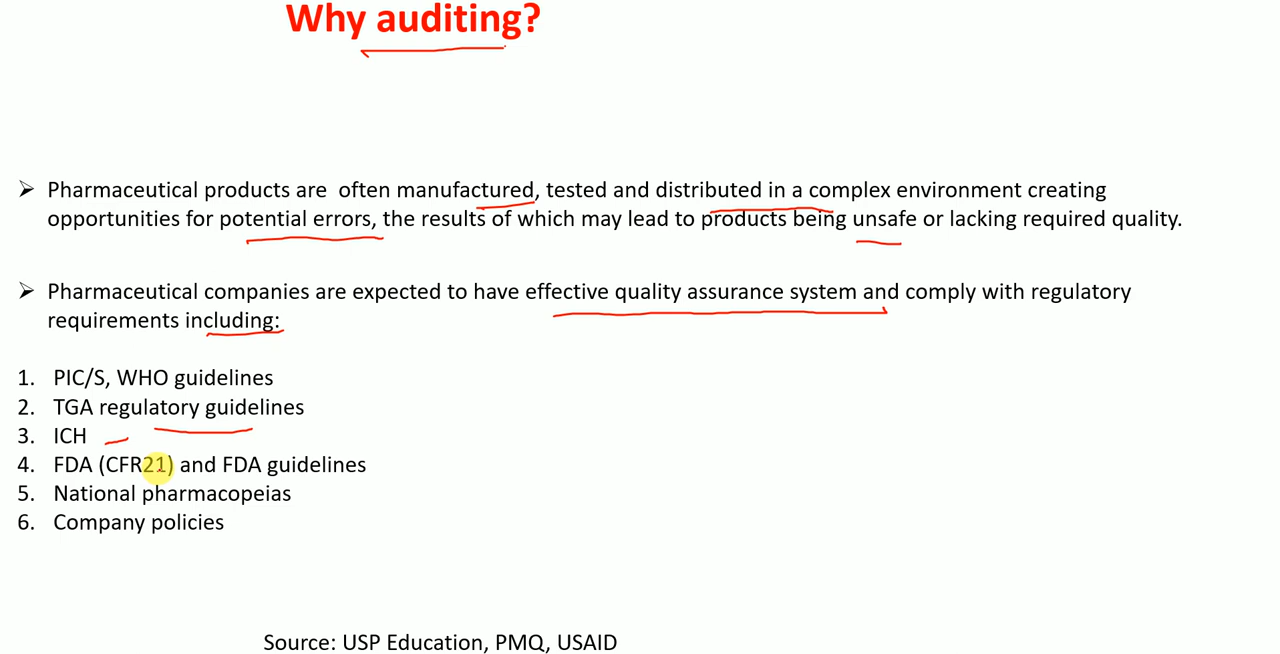 Why auditing?
➢ Pharmaceutical products are often manufactured, tested and distributed in a complex environment creating
opportunities for potential errors, the results of which may lead to products being unsafe or lacking required quality.
➢ Pharmaceutical companies are expected to have effective quality assurance system and comply with regulatory
requirements including:
1. PIC/S, WHO guidelines
2. TGA regulatory guidelines
3. ICH
4. FDA (CFR21) and FDA guidelines
5. National pharmacopeias
6. Company policies
Source: USP Education, PMQ, USAID